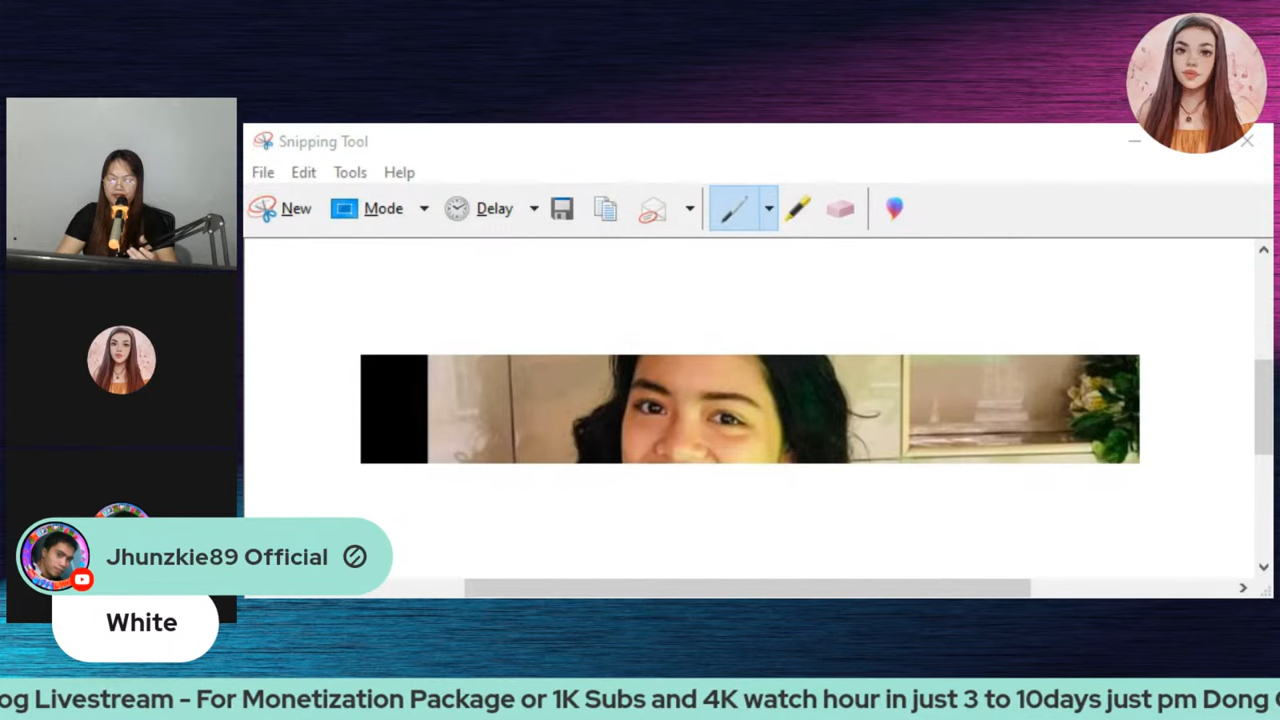 Snipping Tool
File Edit Tools Help
New Mode Delay
Jhunzkie89 Official
White
og Livestream - For Monetization Package or 1K Subs and 4K watch hour in just 3 to 10days just pm Dong